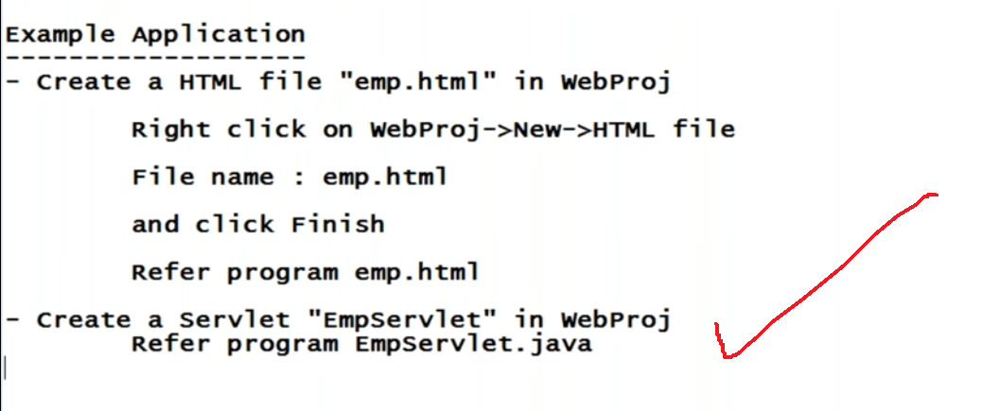 Example Application
-------------------
- Create a HTML file "emp.html" in WebProj
Right click on WebProj->New->HTML file
File name : emp.html
and click Finish
Refer program emp.html
- Create a Servlet "EmpServlet" in WebProj
Refer program EmpServlet.java